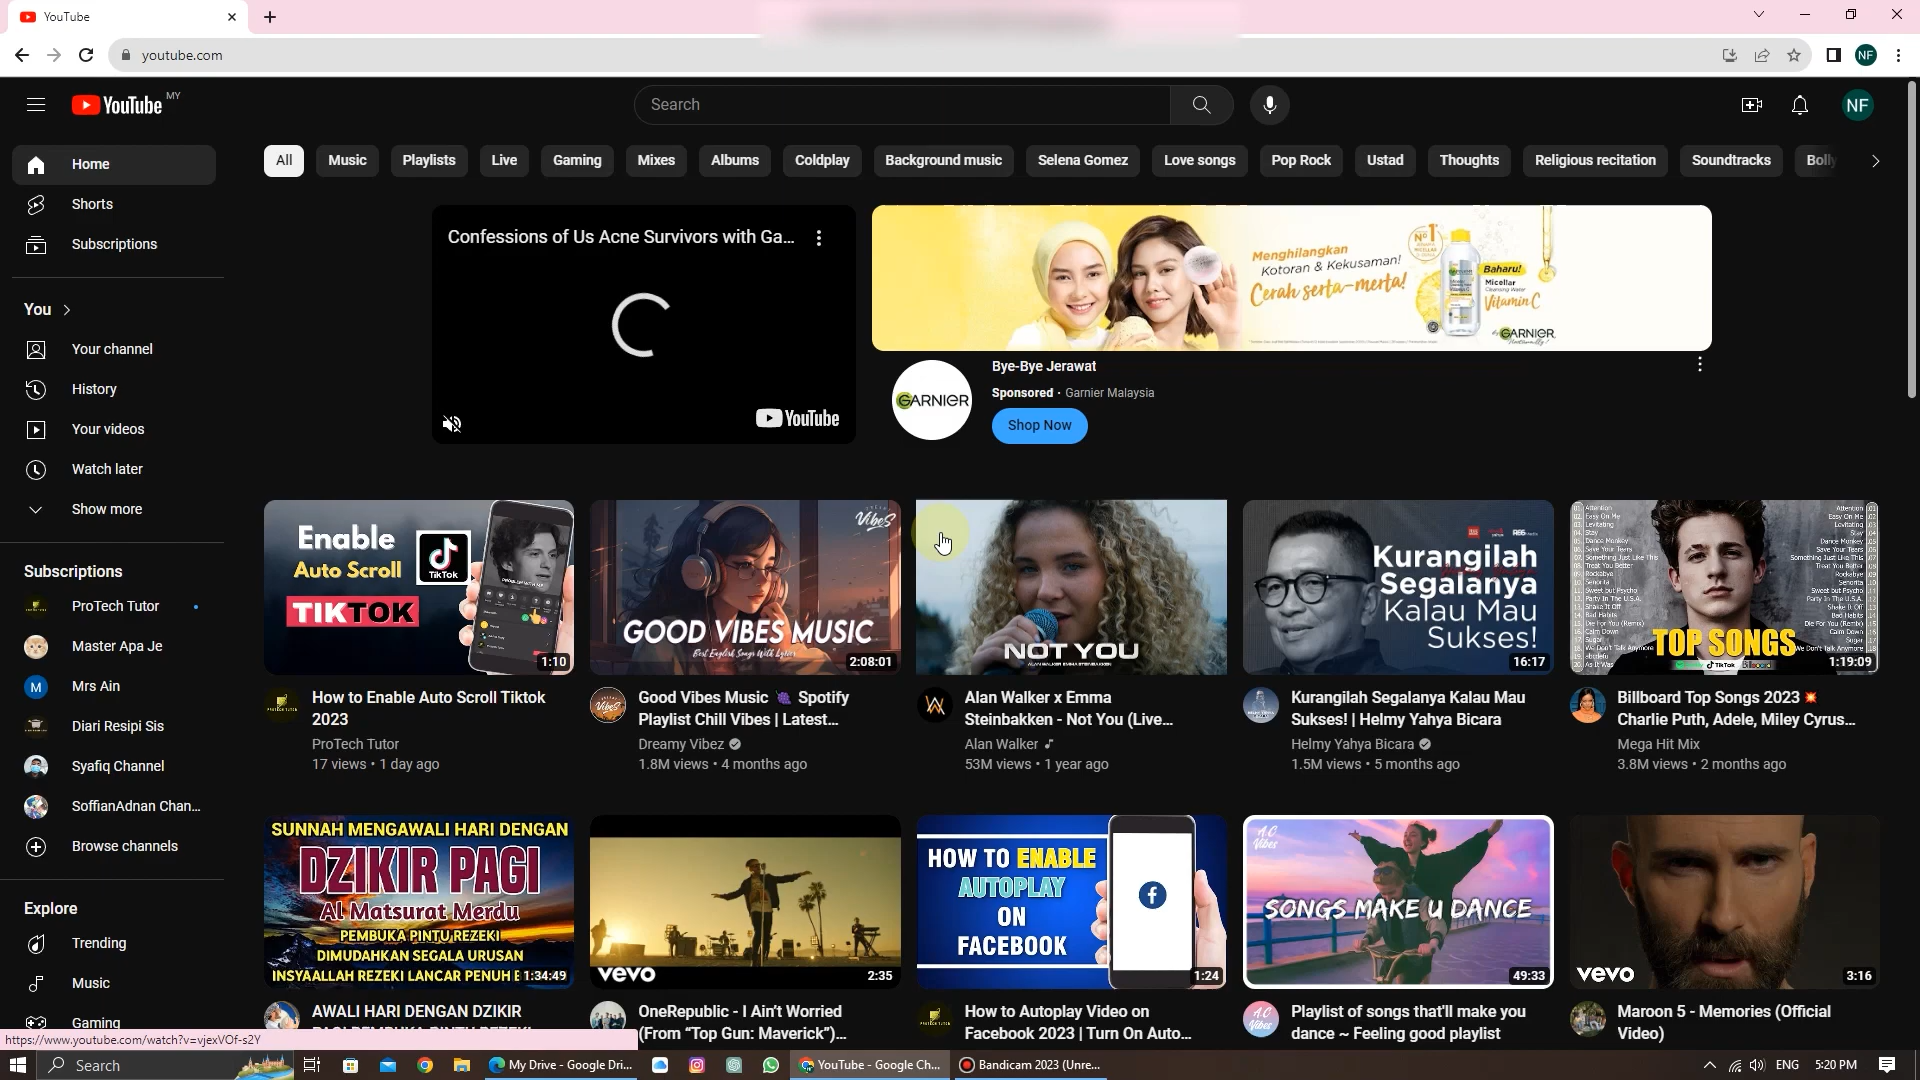 YouTube
youtube.com
NF
YouTube MY
Search
NF
Home
Shorts
Subscriptions
You
Your channel
History
Your videos
Watch later
Show more
Subscriptions
ProTech Tutor
Master Apa Je
M
Mrs Ain
Diari Resipi Sis
Syafiq Channel
SoffianAdnan Chan...
Browse channels
Explore
Trending
Music
Gaming
All
Music
Playlists
Live
Gaming
Mixes
Albums
Coldplay
Background music
Selena Gomez
Love songs
Pop Rock
Ustad
Thoughts
Religious recitation
Soundtracks
Bolly
Confessions of Us Acne Survivors with Ga...
YouTube
Menghilangkan
Kotoran & Kekusaman!
Cerah serta-merta!
No 1
Baharu!
Micellar
Cleansing Water
Vitamin C
GARNIER
GARNIER
Bye-Bye Jerawat
Sponsored · Garnier Malaysia
Shop Now
Enable
Auto Scroll
TikTok
TIKTOK
1:10
How to Enable Auto Scroll Tiktok
2023
ProTech Tutor
17 views • 1 day ago
VibeS
GOOD VIBES MUSIC
Best English Songs With Lyrics
2:08:01
Good Vibes Music 🍇 Spotify
Playlist Chill Vibes | Latest...
Dreamy Vibez
1.8M views • 4 months ago
NOT YOU
ALAN WALKER EMMA STEINBAKKEN
Alan Walker x Emma
Steinbakken - Not You (Live...
Alan Walker
53M views • 1 year ago
Kurangilah
Segalanya
Kalau Mau
Sukses!
16:17
Kurangilah Segalanya Kalau Mau
Sukses! | Helmy Yahya Bicara
Helmy Yahya Bicara
1.5M views • 5 months ago
TOP SONGS
TikTok
1:19:09
Billboard Top Songs 2023 💥
Charlie Puth, Adele, Miley Cyrus...
Mega Hit Mix
3.8M views • 2 months ago
SUNNAH MENGAWALI HARI DENGAN
DZIKIR PAGI
Al Matsurat Merdu
PEMBUKA PINTU REZEKI
DIMUDAHKAN SEGALA URUSAN
INSYAALLAH REZEKI LANCAR PENUH
1:34:49
AWALI HARI DENGAN DZIKIR
vevo
2:35
OneRepublic - I Ain't Worried
(From “Top Gun: Maverick”)...
HOW TO ENABLE
AUTOPLAY
ON
FACEBOOK
1:24
How to Autoplay Video on
Facebook 2023 | Turn On Auto...
A.C
Vibes
SONGS MAKE U DANCE
49:33
Playlist of songs that'll make you
dance ~ Feeling good playlist
vevo
3:16
Maroon 5 - Memories (Official
Video)
https://www.youtube.com/watch?v=vjexVOf-s2Y
Search
My Drive - Google Dri...
YouTube - Google Ch...
Bandicam 2023 (Unre...
ENG
5:20 PM